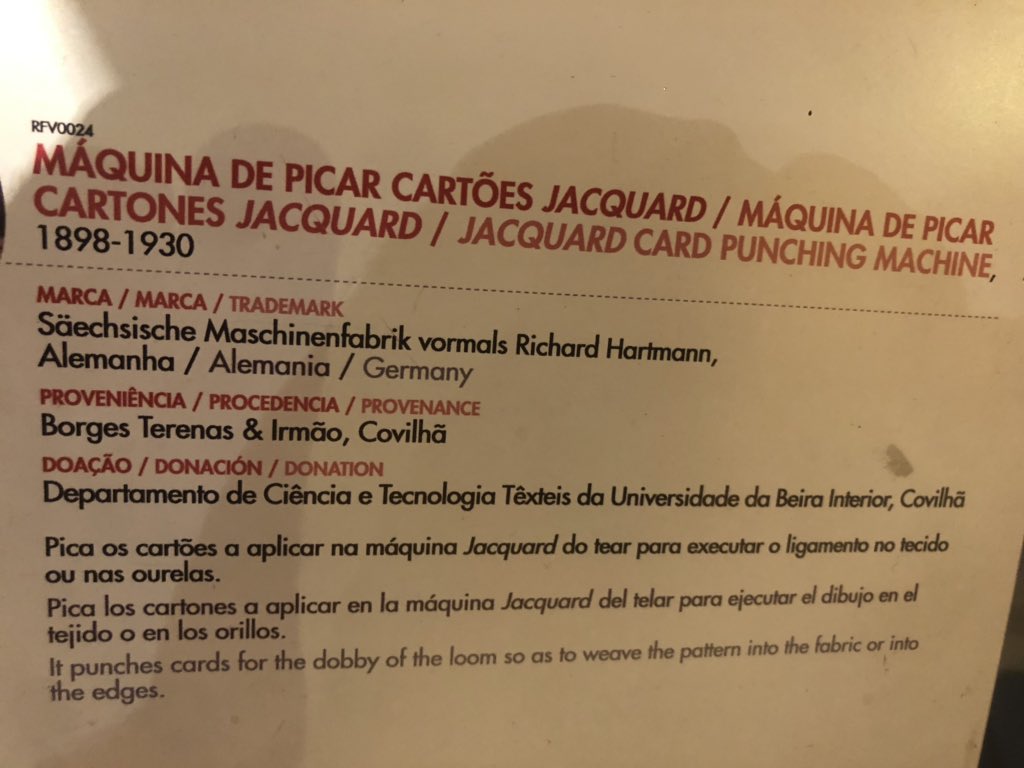 RFV0024
MÁQUINA DE PICAR CARTÕES JACQUARD / MÁQUINA DE PICAR
CARTONES JACQUARD / JACQUARD CARD PUNCHING MACHINE,
1898-1930
MARCA / MARCA / TRADEMARK
Säechsische Maschinenfabrik vormals Richard Hartmann,
Alemanha / Alemania / Germany
PROVENIÊNCIA / PROCEDENCIA / PROVENANCE
Borges Terenas & Irmão, Covilhã
DOAÇÃO / DONACIÓN / DONATION
Departamento de Ciência e Tecnologia Têxteis da Universidade da Beira Interior, Covilhã
Pica os cartões a aplicar na máquina Jacquard do tear para executar o ligamento no tecido
ou nas ourelas.
Pica los cartones a aplicar en la máquina Jacquard del telar para ejecutar el dibujo en el
tejido o en los orillos.
It punches cards for the dobby of the loom so as to weave the pattern into the fabric or into
the edges.